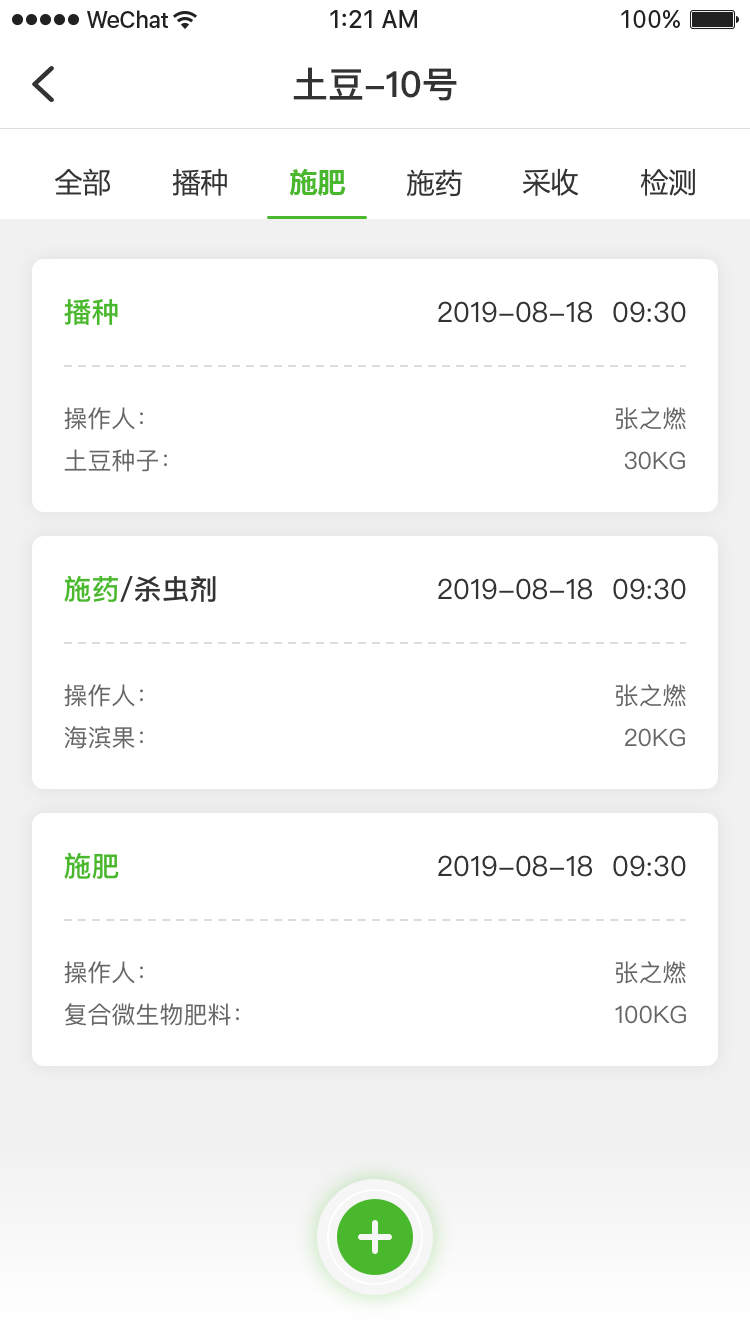 WeChat 1:21 AM 100%
土豆-10号
全部 播种 施肥 施药 采收 检测
播种 2019-08-18 09:30
操作人： 张之燃
土豆种子： 30KG
施药/杀虫剂 2019-08-18 09:30
操作人： 张之燃
海滨果： 20KG
施肥 2019-08-18 09:30
操作人： 张之燃
复合微生物肥料： 100KG